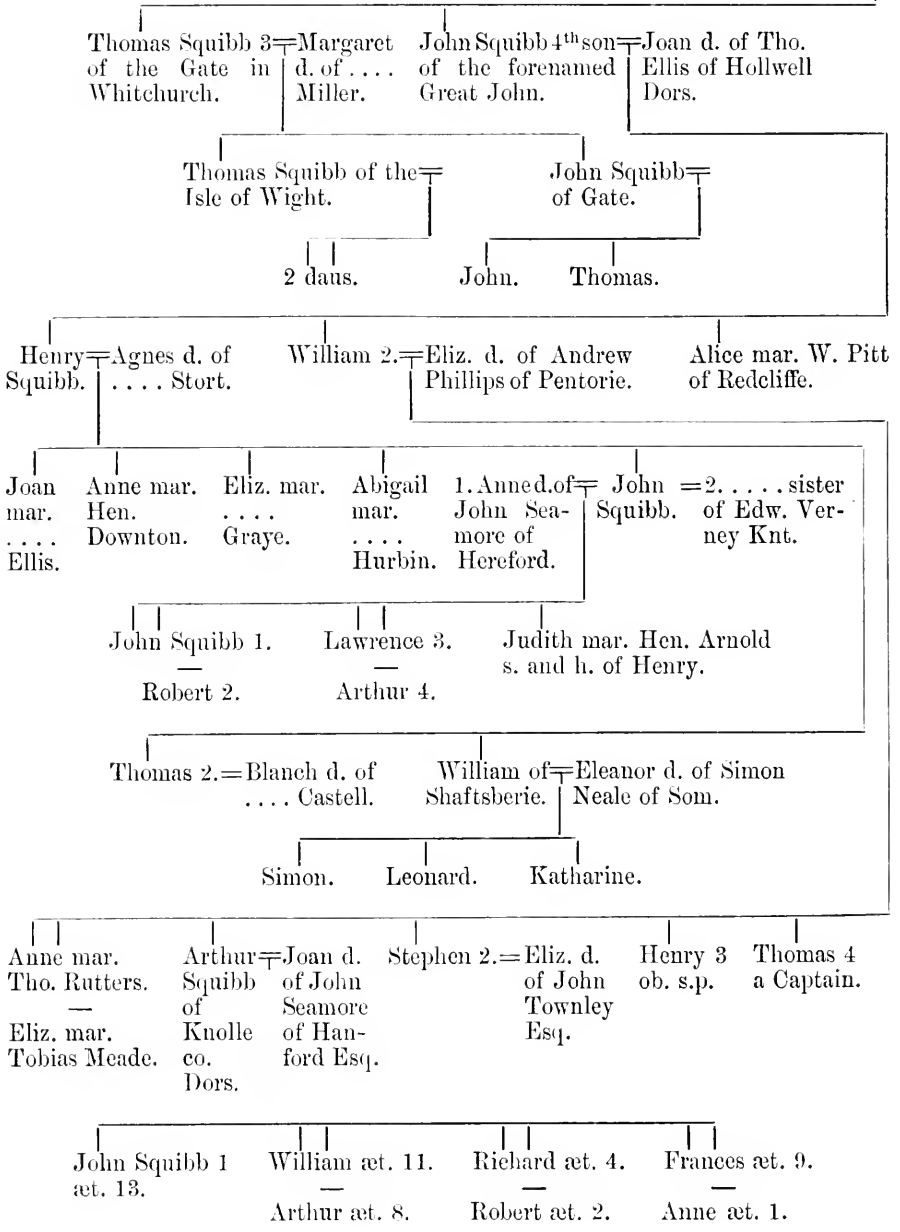 Thomas Squibb 3=Margaret
of the Gate in d. of ....
Whitchurch. Miller.
John Squibb 4th son=Joan d. of Tho.
of the forenamed Ellis of Hollwell
Great John. Dors.
Thomas Squibb of the=
Isle of Wight.
John Squibb=
of Gate.
2 daus.
John. Thomas.
Henry=Agnes d. of
Squibb. .... Stort.
William 2.=Eliz. d. of Andrew
Phillips of Pentorie.
Alice mar. W. Pitt
of Redcliffe.
Joan
mar.
....
Ellis.
Anne mar.
Hen.
Downton.
Eliz. mar.
....
Graye.
Abigail
mar.
....
Hurbin.
1. Anne d. of= John =2. .... sister
John Sea- Squibb. of Edw. Ver-
more of ney Knt.
Hereford.
John Squibb 1.
—
Robert 2.
Lawrence 3.
—
Arthur 4.
Judith mar. Hen. Arnold
s. and h. of Henry.
Thomas 2.=Blanch d. of
.... Castell.
William of=Eleanor d. of Simon
Shaftsberie. Neale of Som.
Simon. Leonard. Katharine.
Anne mar.
Tho. Rutters.
—
Eliz. mar.
Tobias Meade.
Arthur=Joan d.
Squibb of John
of Seamore
Knolle of Han-
co. ford Esq.
Dors.
Stephen 2.=Eliz. d.
of John
Townley
Esq.
Henry 3
ob. s.p.
Thomas 4
a Captain.
John Squibb 1
æt. 13.
William æt. 11.
—
Arthur æt. 8.
Richard æt. 4.
—
Robert æt. 2.
Frances æt. 9.
—
Anne æt. 1.